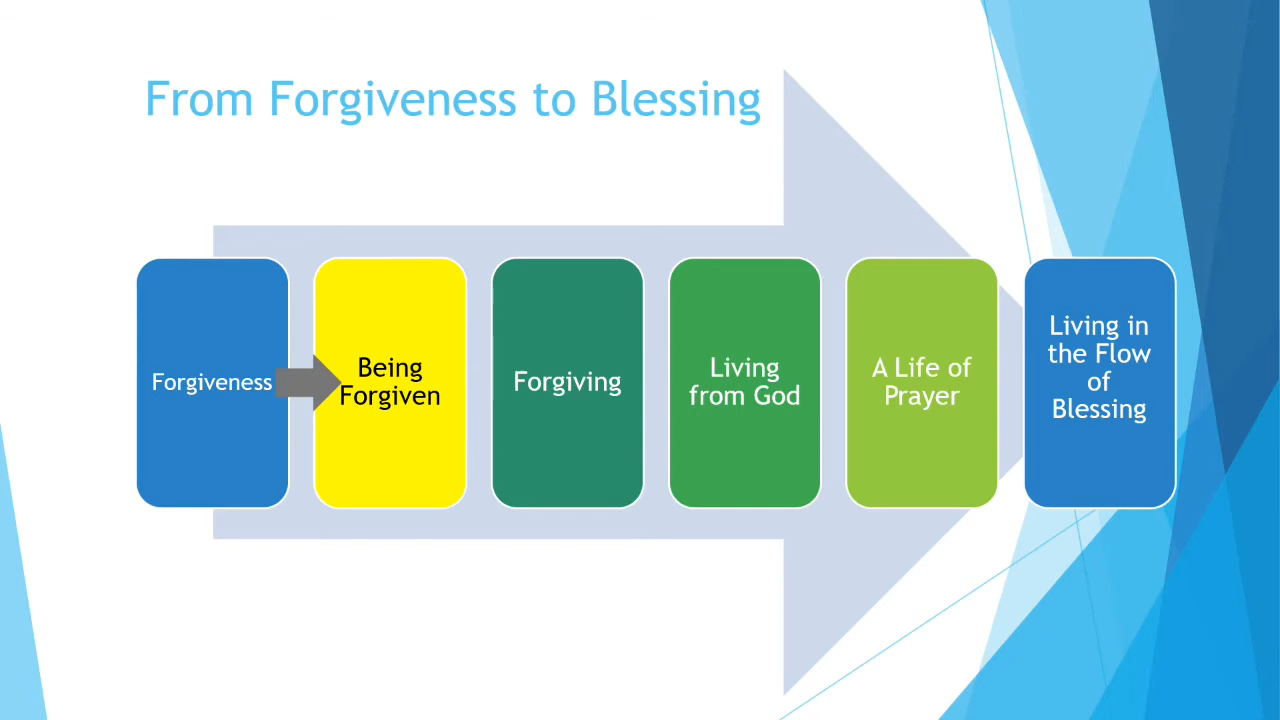 From Forgiveness to Blessing
Forgiveness
Being
Forgiven
Forgiving
Living
from God
A Life of
Prayer
Living in
the Flow
of
Blessing